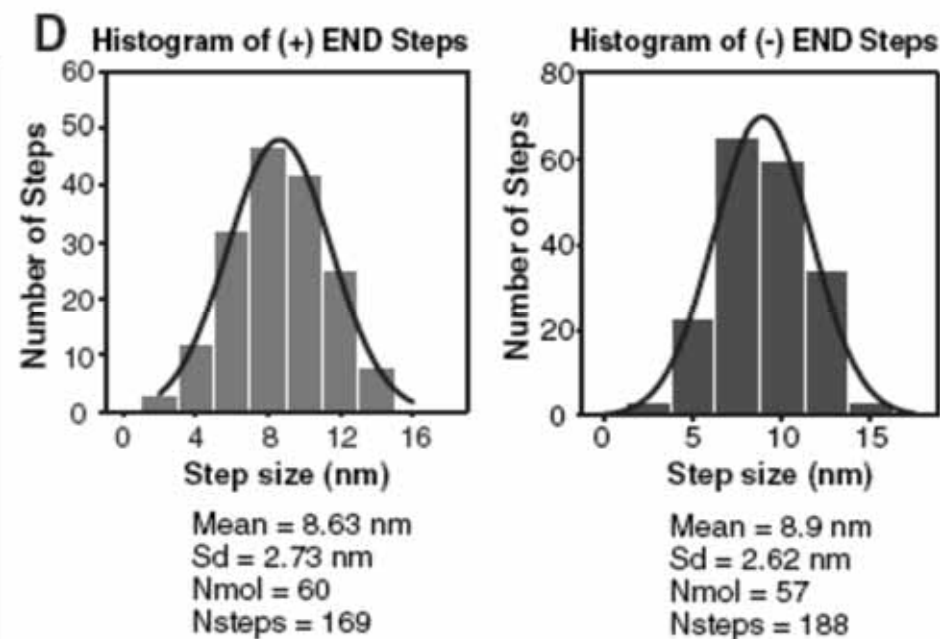 D
Histogram of (+) END Steps
Number of Steps
60
50
40
30
20
10
0
0 4 8 12 16
Step size (nm)
Mean = 8.63 nm
Sd = 2.73 nm
Nmol = 60
Nsteps = 169
Histogram of (-) END Steps
Number of Steps
80
60
40
20
0
0 5 10 15
Step size (nm)
Mean = 8.9 nm
Sd = 2.62 nm
Nmol = 57
Nsteps = 188